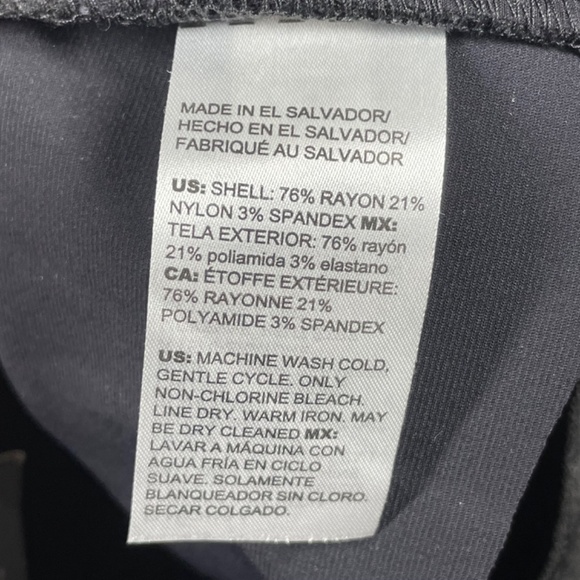 MADE IN EL SALVADOR/
HECHO EN EL SALVADOR/
FABRIQUÉ AU SALVADOR
US: SHELL: 76% RAYON 21%
NYLON 3% SPANDEX MX:
TELA EXTERIOR: 76% rayón
21% poliamida 3% elastano
CA: ÉTOFFE EXTÉRIEURE:
76% RAYONNE 21%
POLYAMIDE 3% SPANDEX
US: MACHINE WASH COLD,
GENTLE CYCLE. ONLY
NON-CHLORINE BLEACH.
LINE DRY. WARM IRON. MAY
BE DRY CLEANED MX:
LAVAR A MÁQUINA CON
AGUA FRÍA EN CICLO
SUAVE. SOLAMENTE
BLANQUEADOR SIN CLORO.
SECAR COLGADO.